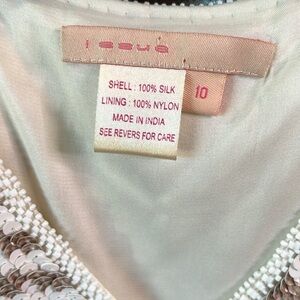 issue
10
SHELL : 100% SILK
LINING : 100% NYLON
MADE IN INDIA
SEE REVERS FOR CARE